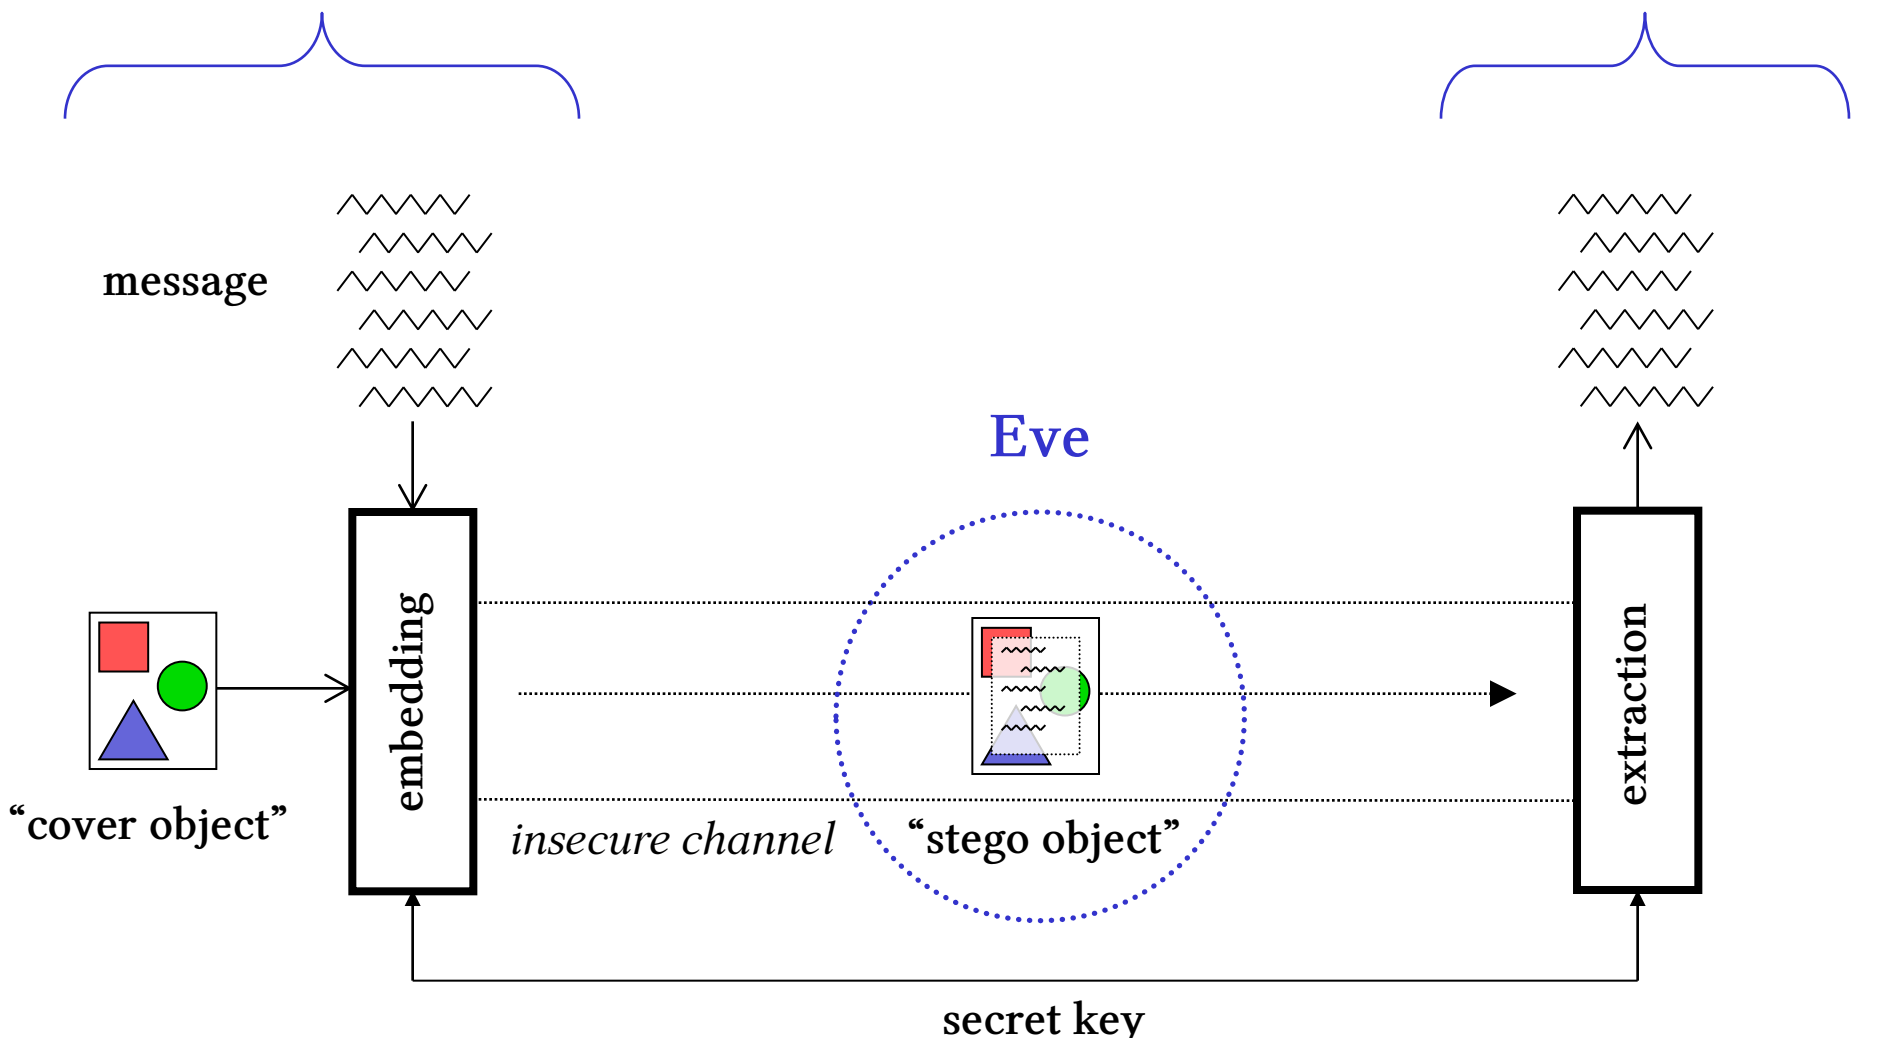 message
Eve
embedding
extraction
“cover object”
insecure channel
“stego object”
secret key